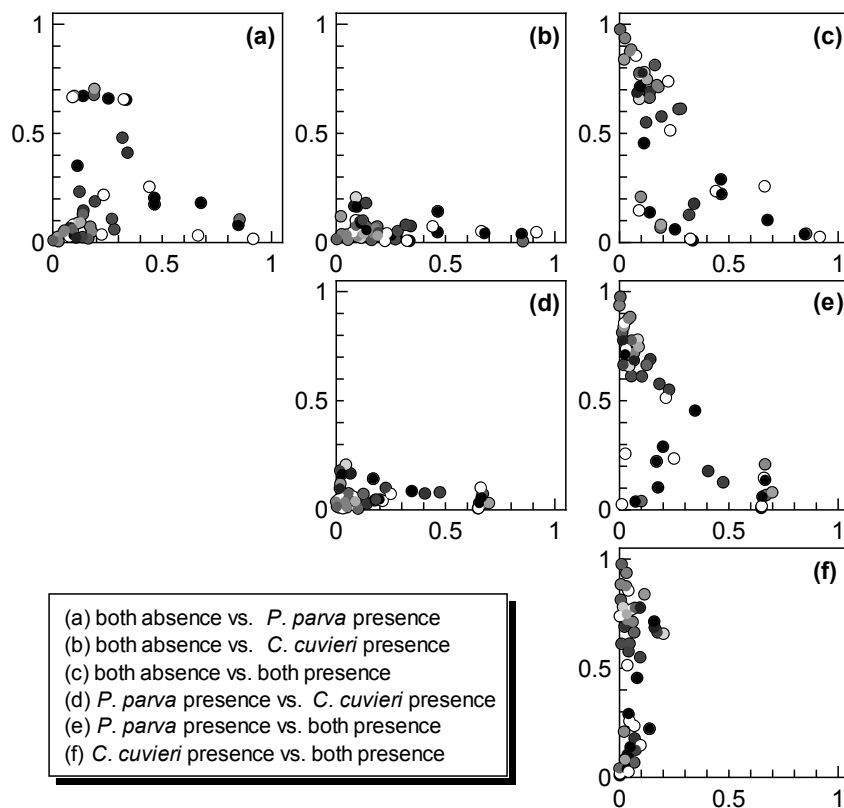 1 (a) 1 (b) 1 (c)
0.5 0.5 0.5
0 0 0
0 0.5 1 0 0.5 1 0 0.5 1
1 (d) 1 (e)
0.5 0.5
0 0
0 0.5 1 0 0.5 1
1 (f)
0.5
0
0 0.5 1
(a) both absence vs. P. parva presence
(b) both absence vs. C. cuvieri presence
(c) both absence vs. both presence
(d) P. parva presence vs. C. cuvieri presence
(e) P. parva presence vs. both presence
(f) C. cuvieri presence vs. both presence